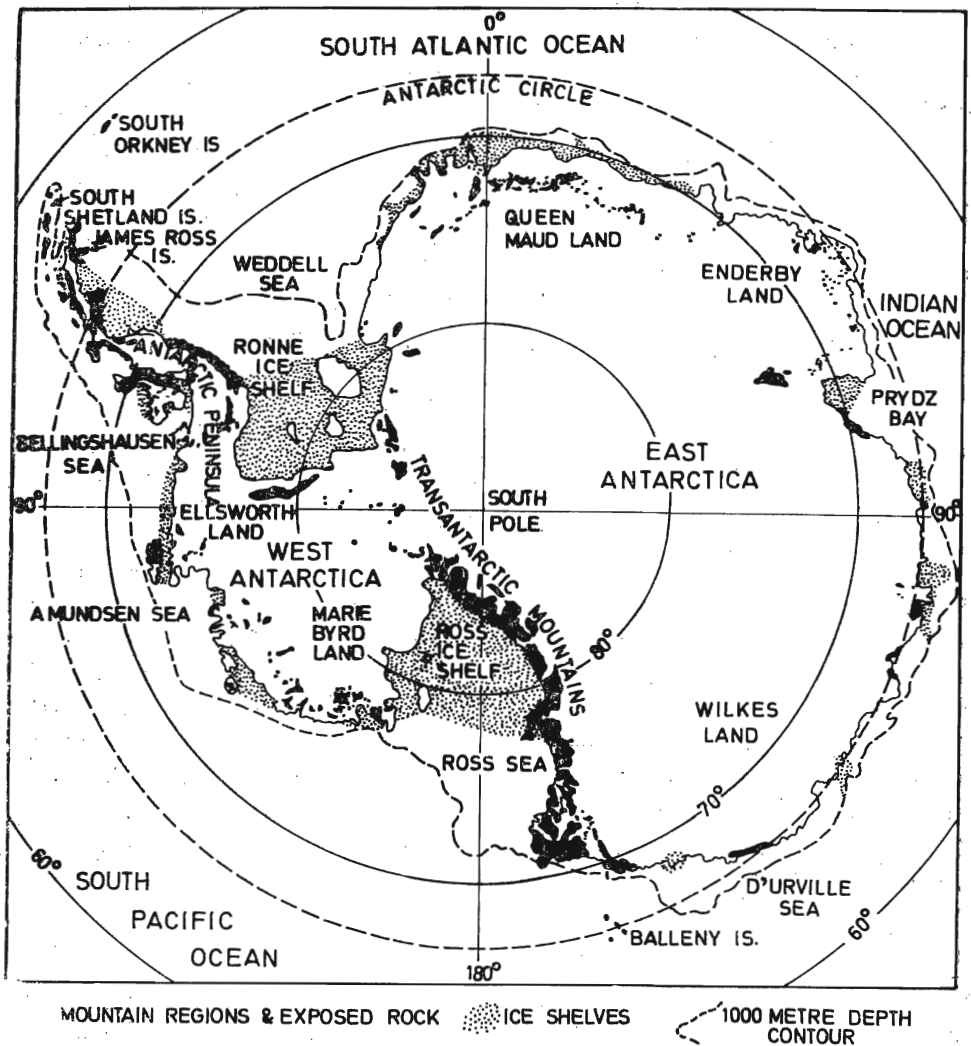 0°
SOUTH ATLANTIC OCEAN
ANTARCTIC CIRCLE
SOUTH
ORKNEY IS
SOUTH
SHETLAND IS.
JAMES ROSS
IS.
WEDDELL
SEA
QUEEN
MAUD LAND
ENDERBY
LAND
INDIAN
OCEAN
ANTARCTIC PENINSULA
RONNE
ICE
SHELF
PRYDZ
BAY
BELLINGSHAUSEN
SEA
EAST
ANTARCTICA
TRANSANTARCTIC MOUNTAINS
90°
SOUTH
POLE
90°
ELLSWORTH
LAND
WEST
ANTARCTICA
AMUNDSEN SEA
MARIE
BYRD
LAND
ROSS
ICE
SHELF
80°
WILKES
LAND
ROSS SEA
70°
60°
SOUTH
PACIFIC
OCEAN
D'URVILLE
SEA
60°
BALLENY IS.
180°
MOUNTAIN REGIONS & EXPOSED ROCK
ICE SHELVES
1000 METRE DEPTH
CONTOUR